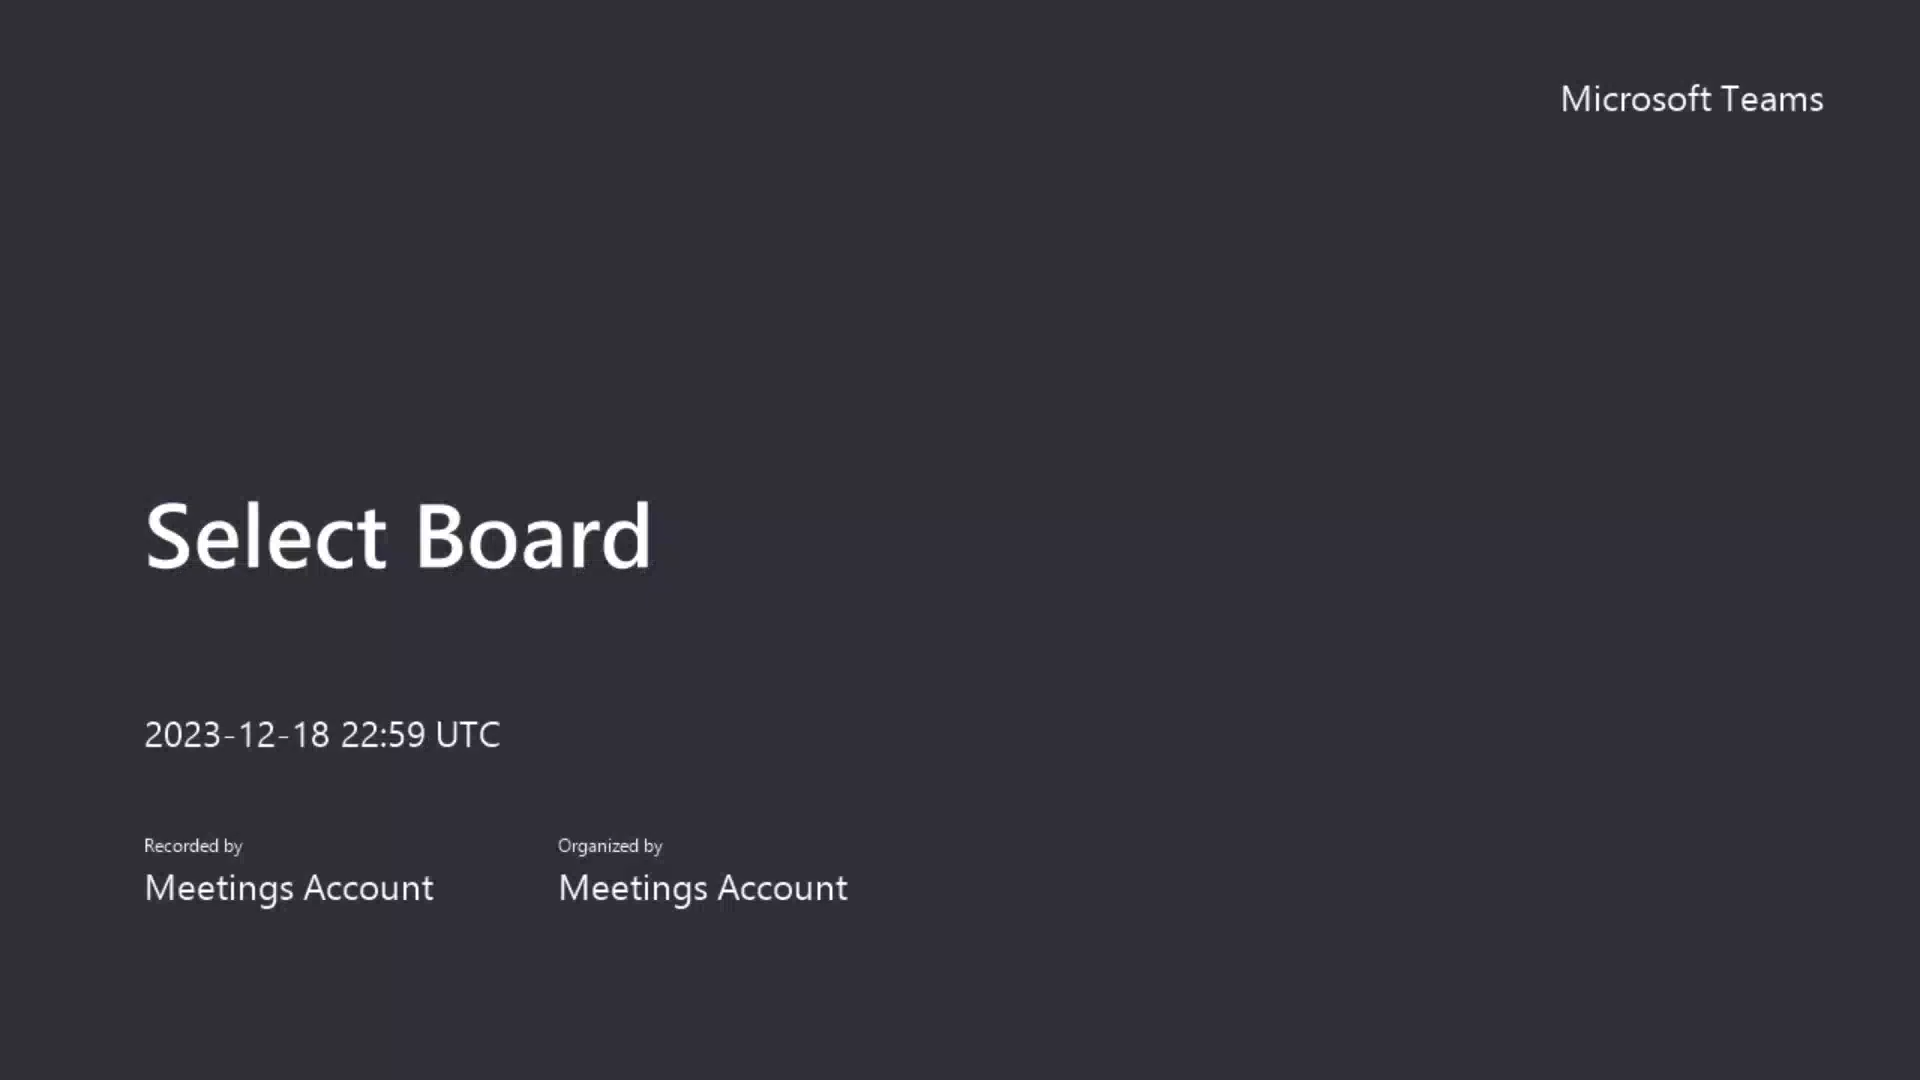 Microsoft Teams
Select Board
2023-12-18 22:59 UTC
Recorded by
Meetings Account
Organized by
Meetings Account